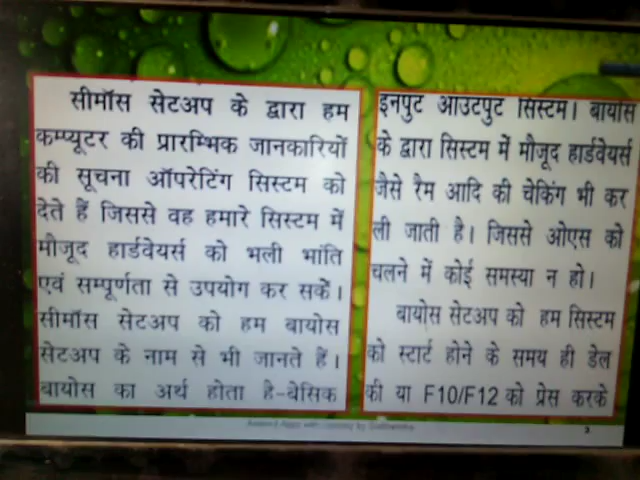 सीमॉस सेटअप के द्वारा हम
कम्प्यूटर की प्रारम्भिक जानकारियों
की सूचना ऑपरेटिंग सिस्टम को
देते हैं जिससे वह हमारे सिस्टम में
मौजूद हार्डवेयर्स को भली भांति
एवं सम्पूर्णता से उपयोग कर सकें।
सीमॉस सेटअप को हम बायोस
सेटअप के नाम से भी जानते हैं।
बायोस का अर्थ होता है-बेसिक
इनपुट आउटपुट सिस्टम। बायोस
के द्वारा सिस्टम में मौजूद हार्डवेयर्स
जैसे रैम आदि की चेकिंग भी कर
ली जाती है। जिससे ओएस को
चलने में कोई समस्या न हो।
बायोस सेटअप को हम सिस्टम
को स्टार्ट होने के समय ही डेल
की या F10/F12 को प्रेस करके
3